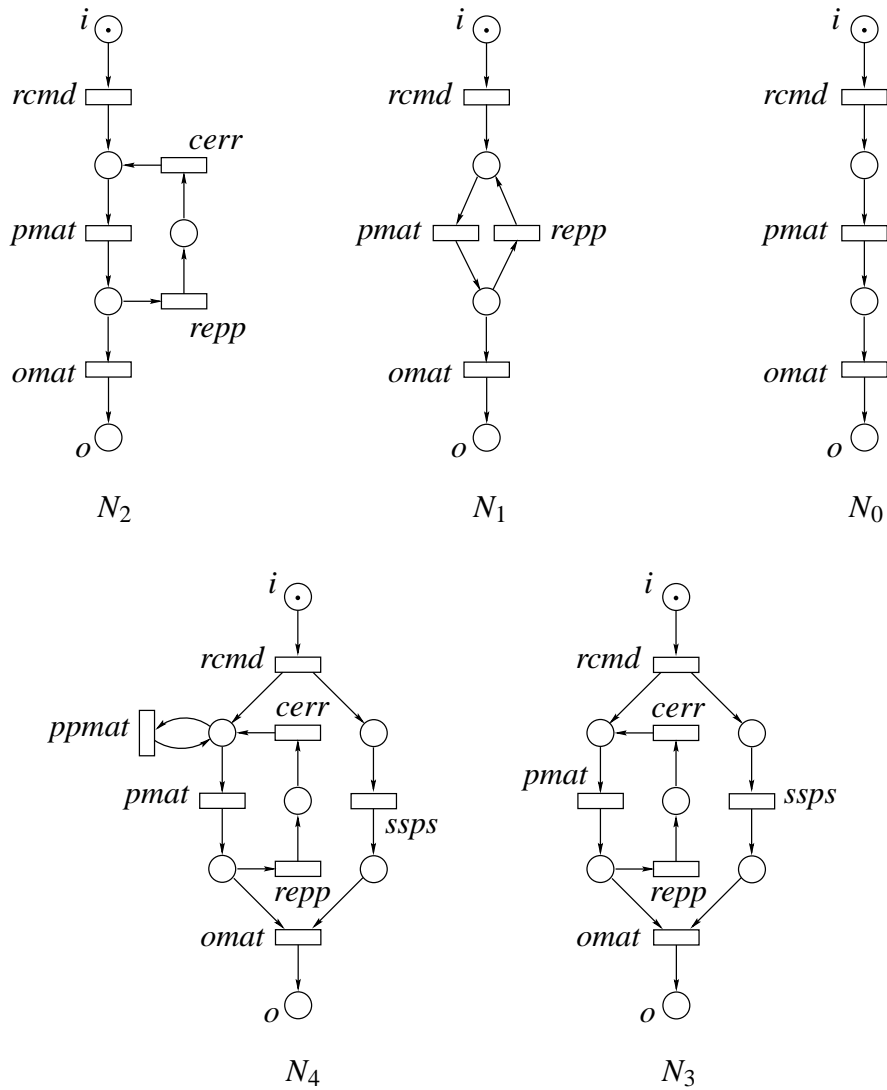 i
rcmd
cerr
pmat
repp
omat
o
N2
i
rcmd
pmat
repp
omat
o
N1
i
rcmd
pmat
omat
o
N0
i
rcmd
cerr
ppmat
pmat
ssps
repp
omat
o
N4
i
rcmd
cerr
pmat
ssps
repp
omat
o
N3